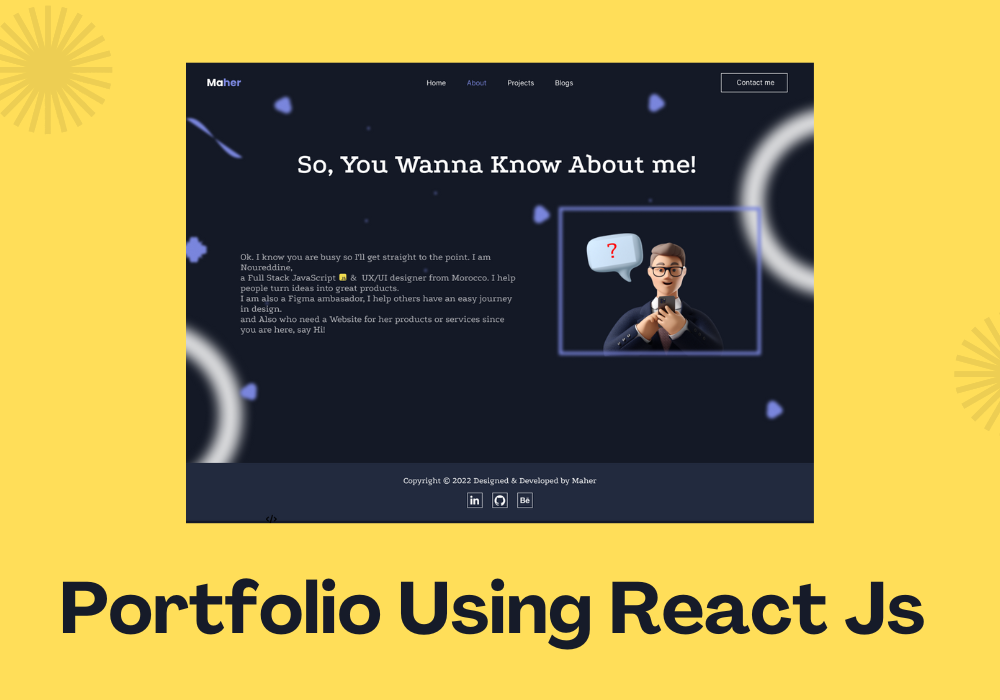 Maher
Home About Projects Blogs
Contact me
So, You Wanna Know About me!
?
Ok. I know you are busy so I'll get straight to the point. I am
Noureddine,
a Full Stack JavaScript & UX/UI designer from Morocco. I help
people turn ideas into great products.
I am also a Figma ambasador, I help others have an easy journey
in design.
and Also who need a Website for her products or services since
you are here, say Hi!
Copyright © 2022 Designed & Developed by Maher
in
Bē
</>
Portfolio Using React Js